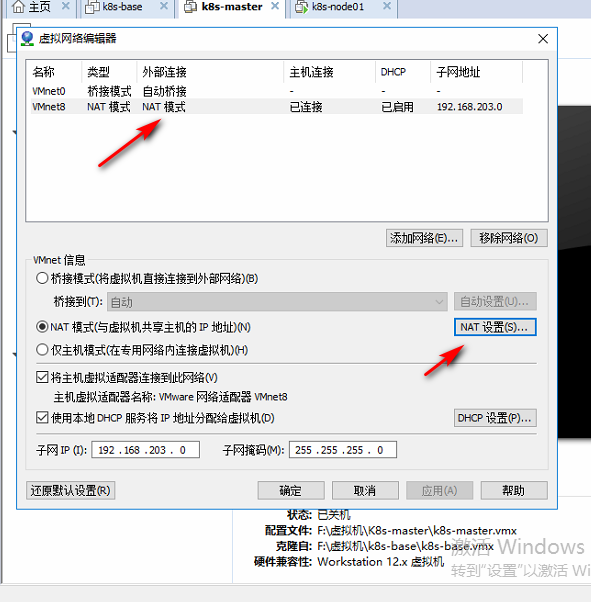 主页 k8s-base k8s-master k8s-node01
虚拟网络编辑器
名称 类型 外部连接 主机连接 DHCP 子网地址
VMnet0 桥接模式 自动桥接 - - -
VMnet8 NAT 模式 NAT 模式 已连接 已启用 192.168.203.0
添加网络(E)... 移除网络(O)
VMnet 信息
桥接模式(将虚拟机直接连接到外部网络)(B)
桥接到(T): 自动 自动设置(U)...
NAT 模式(与虚拟机共享主机的 IP 地址)(N) NAT 设置(S)...
仅主机模式(在专用网络内连接虚拟机)(H)
将主机虚拟适配器连接到此网络(V)
主机虚拟适配器名称: VMware 网络适配器 VMnet8
使用本地 DHCP 服务将 IP 地址分配给虚拟机(D) DHCP 设置(P)...
子网 IP (I): 192 .168 .203 . 0 子网掩码(M): 255 .255 .255 . 0
还原默认设置(R) 确定 取消 应用(A) 帮助
状态: 已关机
配置文件: F:\虚拟机\K8s-master\k8s-master.vmx
克隆自: F:\虚拟机\k8s-base\k8s-base.vmx
硬件兼容性: Workstation 12.x 虚拟机
激活 Windows
转到“设置”以激活 Wi